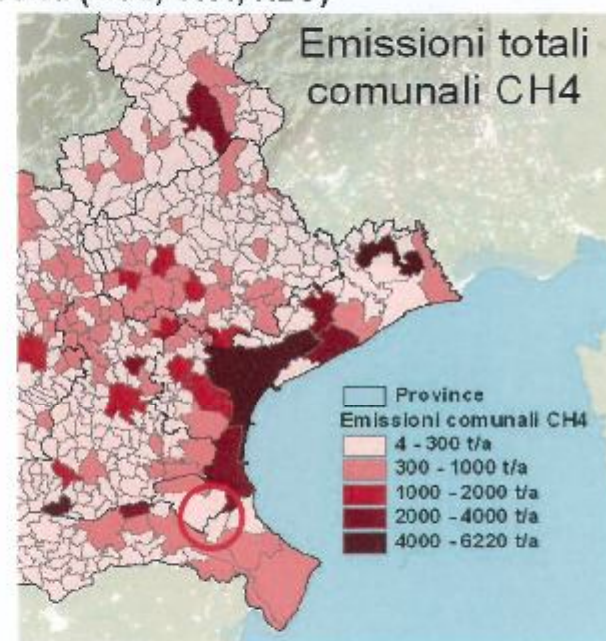 Emissioni totali
comunali CH4
Province
Emissioni comunali CH4
4 - 300 t/a
300 - 1000 t/a
1000 - 2000 t/a
2000 - 4000 t/a
4000 - 6220 t/a